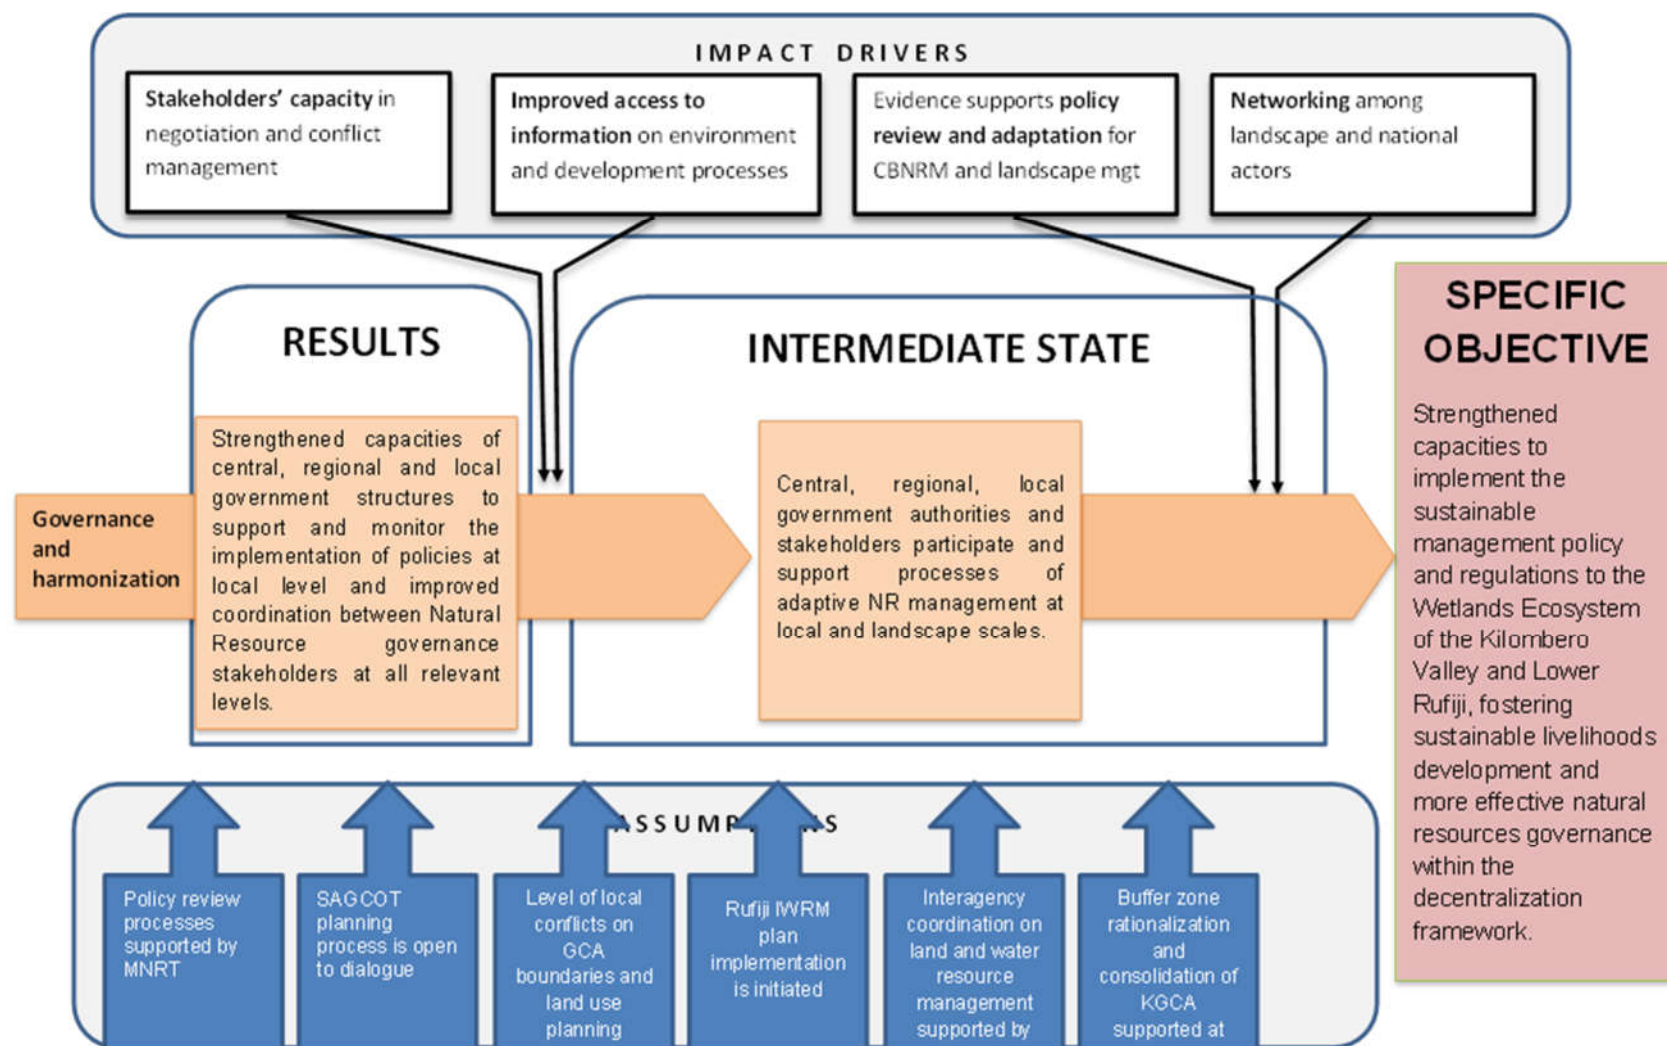 IMPACT DRIVERS
Stakeholders' capacity in
negotiation and conflict
management
Improved access to
information on environment
and development processes
Evidence supports policy
review and adaptation for
CBNRM and landscape mgt
Networking among
landscape and national
actors
RESULTS
INTERMEDIATE STATE
SPECIFIC
OBJECTIVE
Governance
and
harmonization
Strengthened capacities of
central, regional and local
government structures to
support and monitor the
implementation of policies at
local level and improved
coordination between Natural
Resource governance
stakeholders at all relevant
levels.
Central, regional, local
government authorities and
stakeholders participate and
support processes of
adaptive NR management at
local and landscape scales.
Strengthened
capacities to
implement the
sustainable
management policy
and regulations to the
Wetlands Ecosystem
of the Kilombero
Valley and Lower
Rufiji, fostering
sustainable livelihoods
development and
more effective natural
resources governance
within the
decentralization
framework.
ASSUMP NS
Policy review
processes
supported by
MNRT
SAGCOT
planning
process is open
to dialogue
Level of local
conflicts on
GCA
boundaries and
land use
planning
Rufiji IWRM
plan
implementation
is initiated
Interagency
coordination on
land and water
resource
management
supported by
Buffer zone
rationalization
and
consolidation of
KGCA
supported at